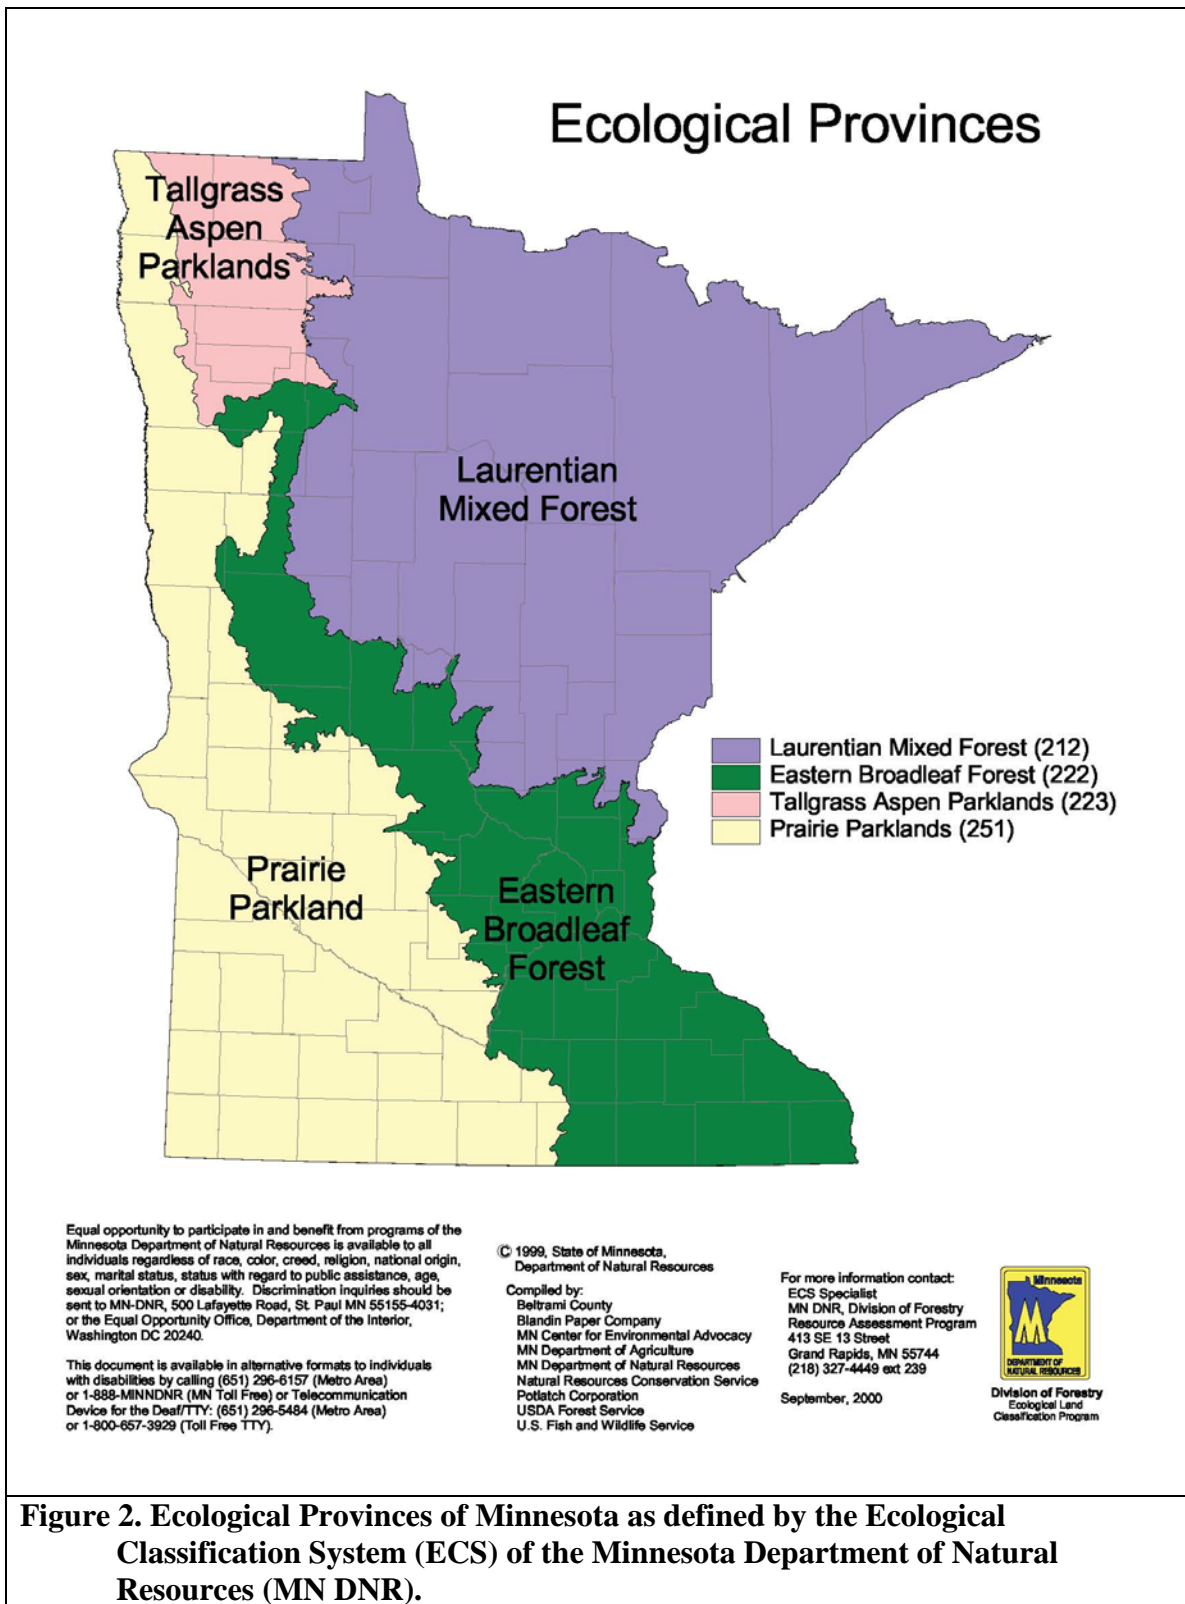 Ecological Provinces
Tallgrass
Aspen
Parklands
Laurentian
Mixed Forest
Laurentian Mixed Forest (212)
Eastern Broadleaf Forest (222)
Tallgrass Aspen Parklands (223)
Prairie Parklands (251)
Prairie
Parkland
Eastern
Broadleaf
Forest
Equal opportunity to participate in and benefit from programs of the
Minnesota Department of Natural Resources is available to all
individuals regardless of race, color, creed, religion, national origin,
sex, marital status, status with regard to public assistance, age,
sexual orientation or disability.  Discrimination inquiries should be
sent to MN-DNR, 500 Lafayette Road, St. Paul MN 55155-4031;
or the Equal Opportunity Office, Department of the Interior,
Washington DC 20240.
This document is available in alternative formats to individuals
with disabilities by calling (651) 296-6157 (Metro Area)
or 1-888-MINNDNR (MN Toll Free) or Telecommunication
Device for the Deaf/TTY: (651) 296-5484 (Metro Area)
or 1-800-657-3929 (Toll Free TTY).
© 1999, State of Minnesota,
Department of Natural Resources
Compiled by:
Beltrami County
Blandin Paper Company
MN Center for Environmental Advocacy
MN Department of Agriculture
MN Department of Natural Resources
Natural Resources Conservation Service
Potlatch Corporation
USDA Forest Service
U.S. Fish and Wildlife Service
For more information contact:
ECS Specialist
MN DNR, Division of Forestry
Resource Assessment Program
413 SE 13 Street
Grand Rapids, MN 55744
(218) 327-4449 ext 239
September, 2000
Minnesota
DEPARTMENT OF
NATURAL RESOURCES
Division of Forestry
Ecological Land
Classification Program
Figure 2. Ecological Provinces of Minnesota as defined by the Ecological
Classification System (ECS) of the Minnesota Department of Natural
Resources (MN DNR).